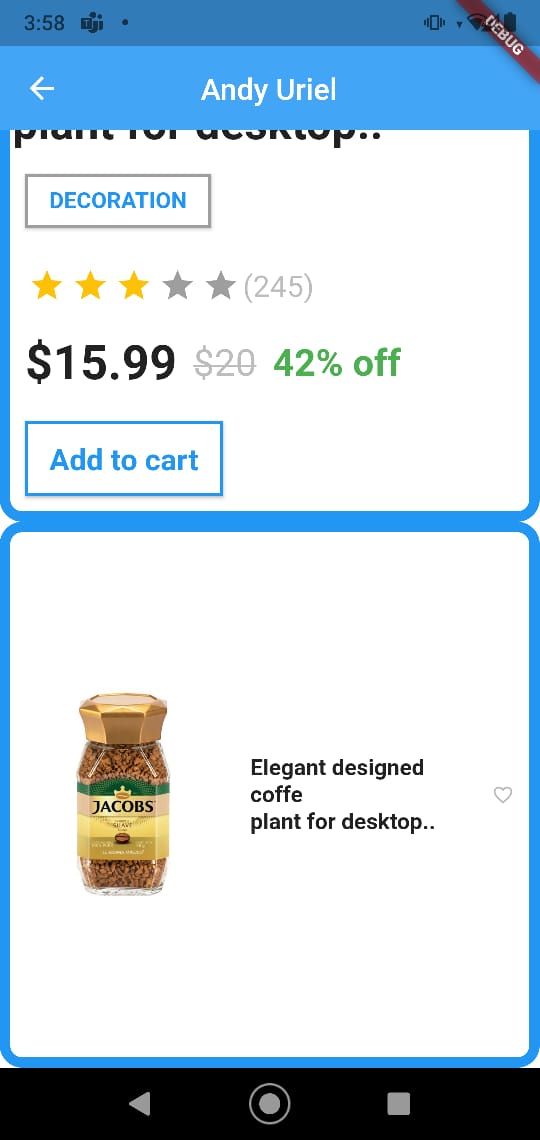 3:58
DEBUG
Andy Uriel
plant for desktop..
DECORATION
(245)
$15.99 $20 42% off
Add to cart
Elegant designed
coffe
plant for desktop..
JACOBS